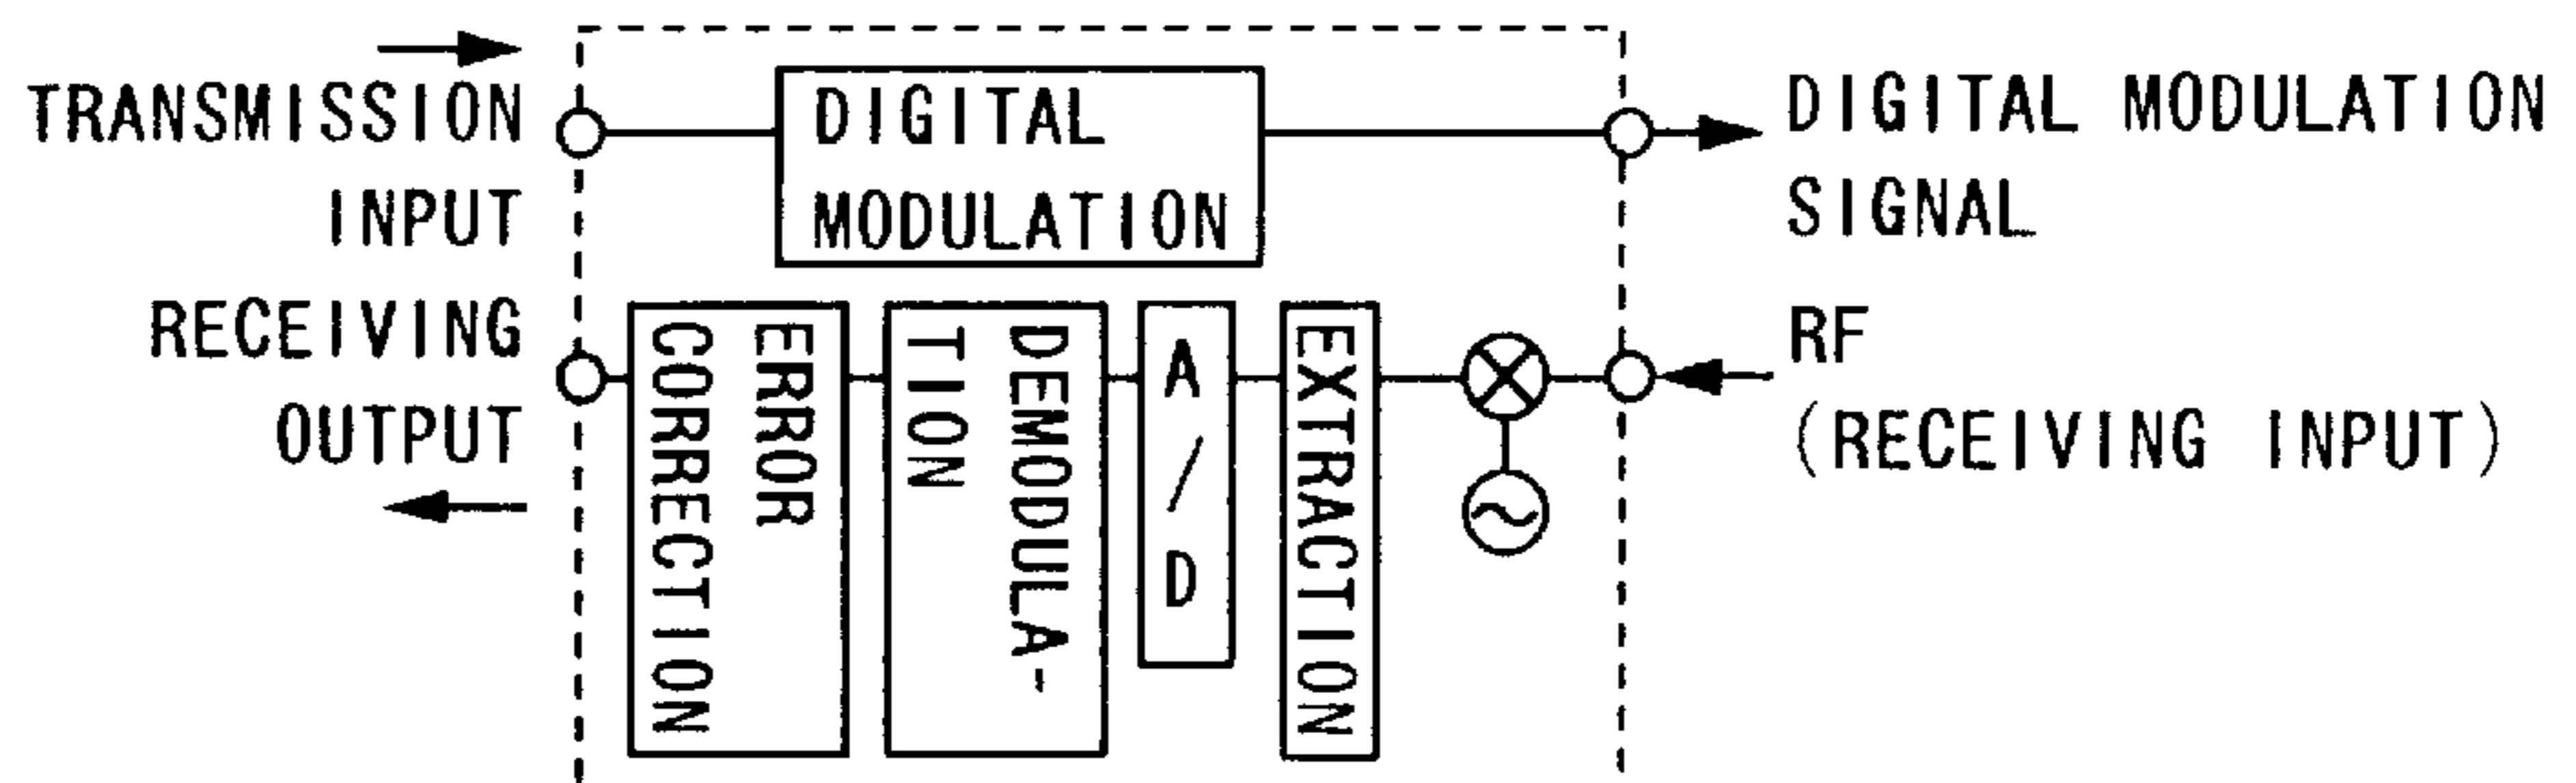 TRANSMISSION
INPUT
DIGITAL
MODULATION
DIGITAL MODULATION
SIGNAL
RECEIVING
OUTPUT
ERROR
CORRECTION
DEMODULA-
TION
A/D
EXTRACTION
RF
(RECEIVING INPUT)